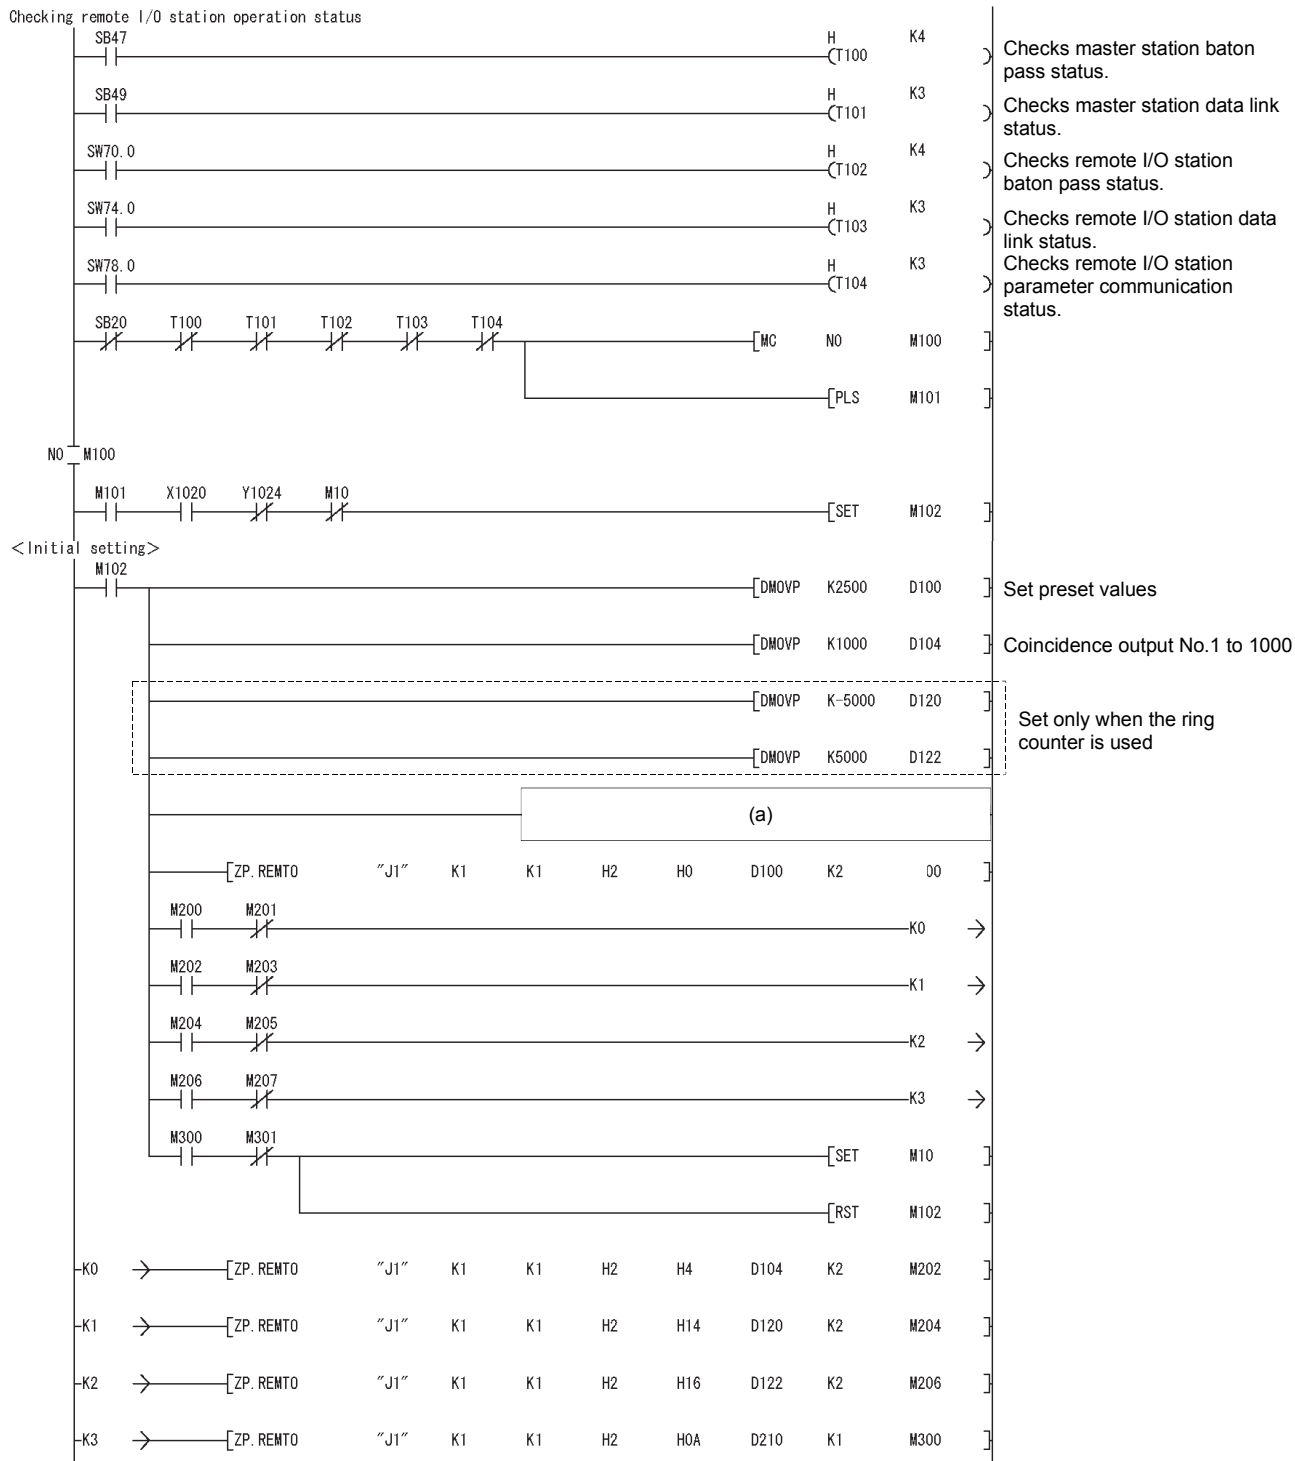 Checking remote I/O station operation status
SB47 H K4
T100
Checks master station baton
pass status.
SB49 H K3
T101
Checks master station data link
status.
SW70.0 H K4
T102
Checks remote I/O station
baton pass status.
SW74.0 H K3
T103
Checks remote I/O station data
link status.
SW78.0 H K3
T104
Checks remote I/O station
parameter communication
status.
SB20 T100 T101 T102 T103 T104
MC N0 M100
PLS M101
N0 M100
M101 X1020 Y1024 M10
SET M102
<Initial setting>
M102
DMOVP K2500 D100
Set preset values
DMOVP K1000 D104
Coincidence output No.1 to 1000
DMOVP K-5000 D120
Set only when the ring
counter is used
DMOVP K5000 D122
(a)
ZP.REMTO "J1" K1 K1 H2 H0 D100 K2 00
M200 M201
K0
M202 M203
K1
M204 M205
K2
M206 M207
K3
M300 M301
SET M10
RST M102
K0 ZP.REMTO "J1" K1 K1 H2 H4 D104 K2 M202
K1 ZP.REMTO "J1" K1 K1 H2 H14 D120 K2 M204
K2 ZP.REMTO "J1" K1 K1 H2 H16 D122 K2 M206
K3 ZP.REMTO "J1" K1 K1 H2 H0A D210 K1 M300